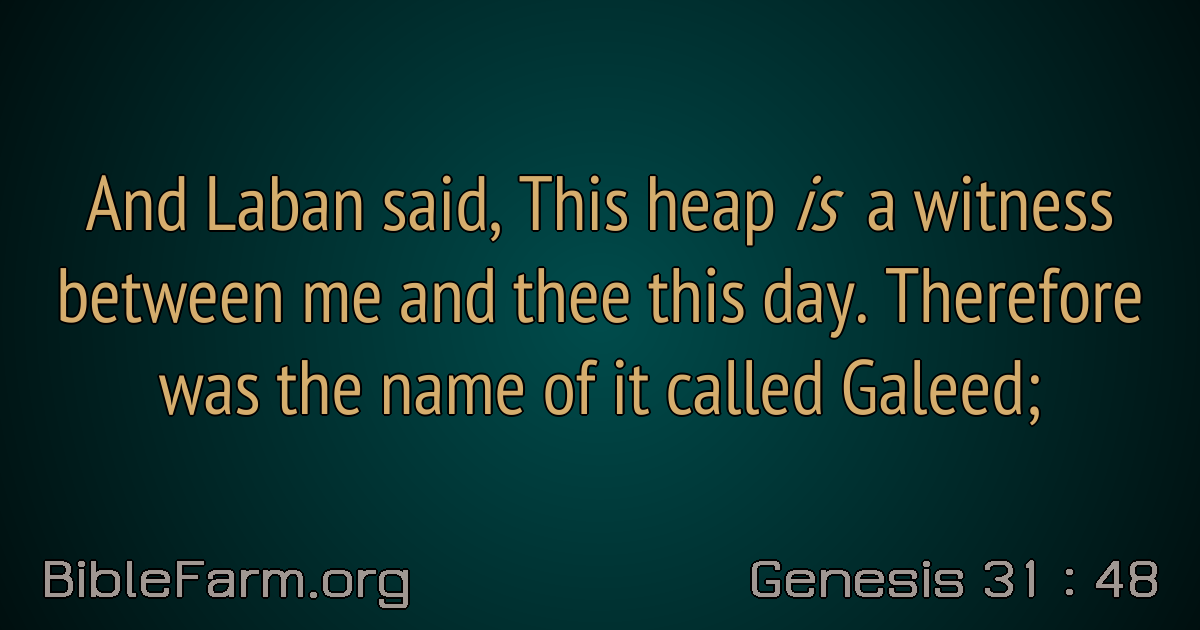 And Laban said, This heap is a witness
between me and thee this day. Therefore
was the name of it called Galeed;
BibleFarm.org
Genesis 31 : 48